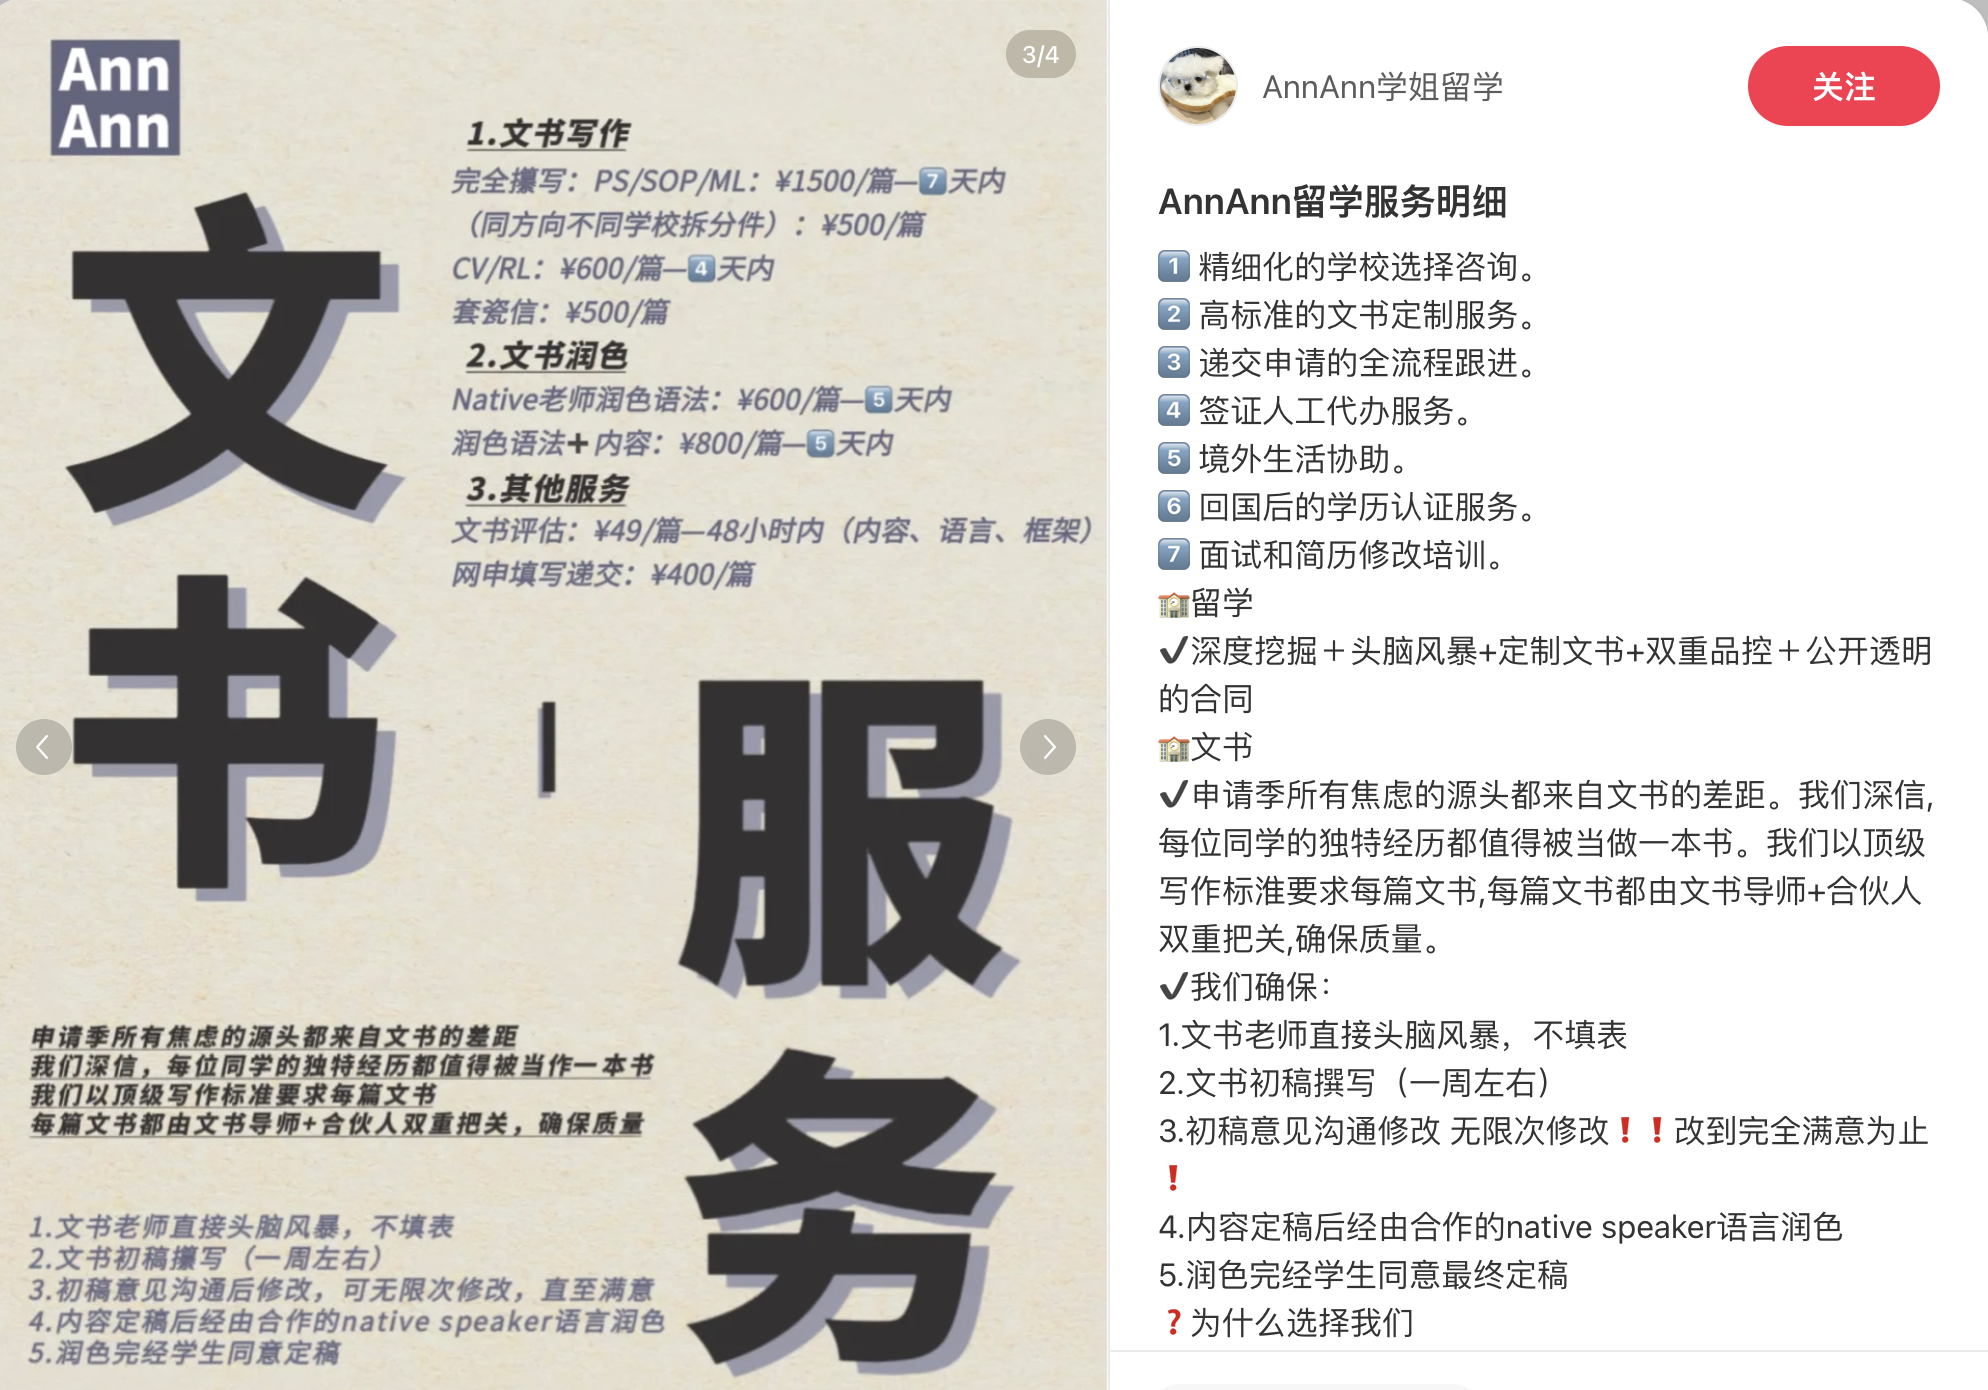 Ann
Ann
3/4
1.文书写作
完全攥写：PS/SOP/ML：¥1500/篇—7️⃣天内
（同方向不同学校拆分件）：¥500/篇
CV/RL：¥600/篇—4️⃣天内
套瓷信：¥500/篇
2.文书润色
Native老师润色语法：¥600/篇—5️⃣天内
润色语法➕内容：¥800/篇—5️⃣天内
3.其他服务
文书评估：¥49/篇—48小时内（内容、语言、框架）
网申填写递交：¥400/篇
文书
-
服务
申请季所有焦虑的源头都来自文书的差距
我们深信，每位同学的独特经历都值得被当作一本书
我们以顶级写作标准要求每篇文书
每篇文书都由文书导师+合伙人双重把关，确保质量
1.文书老师直接头脑风暴，不填表
2.文书初稿攥写（一周左右）
3.初稿意见沟通后修改，可无限次修改，直至满意
4.内容定稿后经由合作的native speaker语言润色
5.润色完经学生同意定稿
AnnAnn学姐留学
关注
AnnAnn留学服务明细
1️⃣ 精细化的学校选择咨询。
2️⃣ 高标准的文书定制服务。
3️⃣ 递交申请的全流程跟进。
4️⃣ 签证人工代办服务。
5️⃣ 境外生活协助。
6️⃣ 回国后的学历认证服务。
7️⃣ 面试和简历修改培训。
🏫留学
✔️深度挖掘＋头脑风暴+定制文书+双重品控＋公开透明
的合同
🏫文书
✔️申请季所有焦虑的源头都来自文书的差距。我们深信,
每位同学的独特经历都值得被当做一本书。我们以顶级
写作标淮要求每篇文书,每篇文书都由文书导师+合伙人
双重把关,确保质量。
✔️我们确保：
1.文书老师直接头脑风暴，不填表
2.文书初稿撰写（一周左右）
3.初稿意见沟通修改 无限次修改❗❗改到完全满意为止
❗
4.内容定稿后经由合作的native speaker语言润色
5.润色完经学生同意最终定稿
❓为什么选择我们